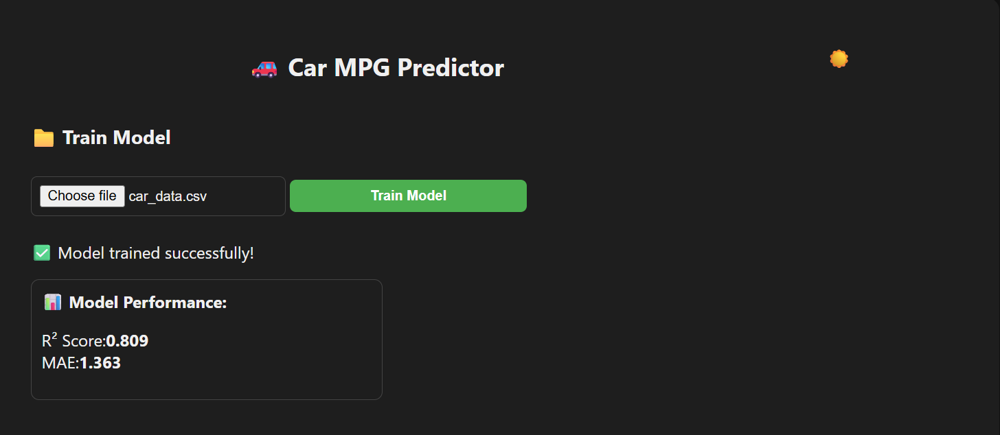 Car MPG Predictor
Train Model
Choose file car_data.csv
Train Model
Model trained successfully!
Model Performance:
R² Score:0.809
MAE:1.363